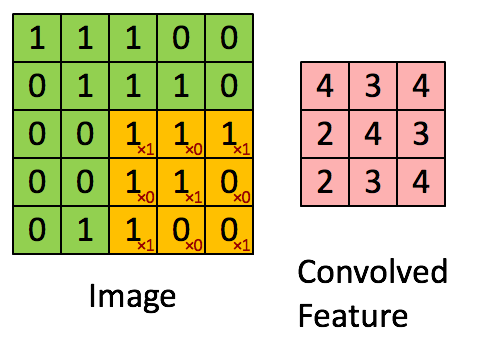 1 1 1 0 0
0 1 1 1 0
0 0 1×1 1×0 1×1
0 0 1×0 1×1 0×0
0 1 1×1 0×0 0×1
Image
4 3 4
2 4 3
2 3 4
Convolved
Feature